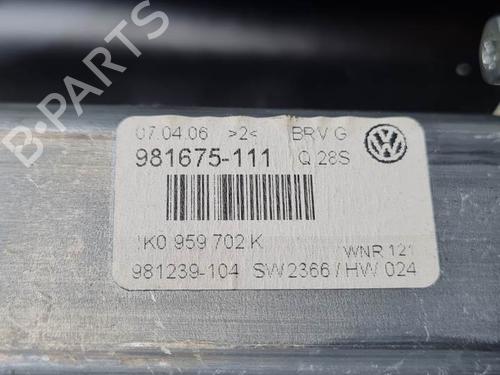 07.04.06 >2< BRV G
981675-111 Q 28S
1K0 959 702 K
WNR 121
981239-104 SW2366/HW 024
B-PARTS